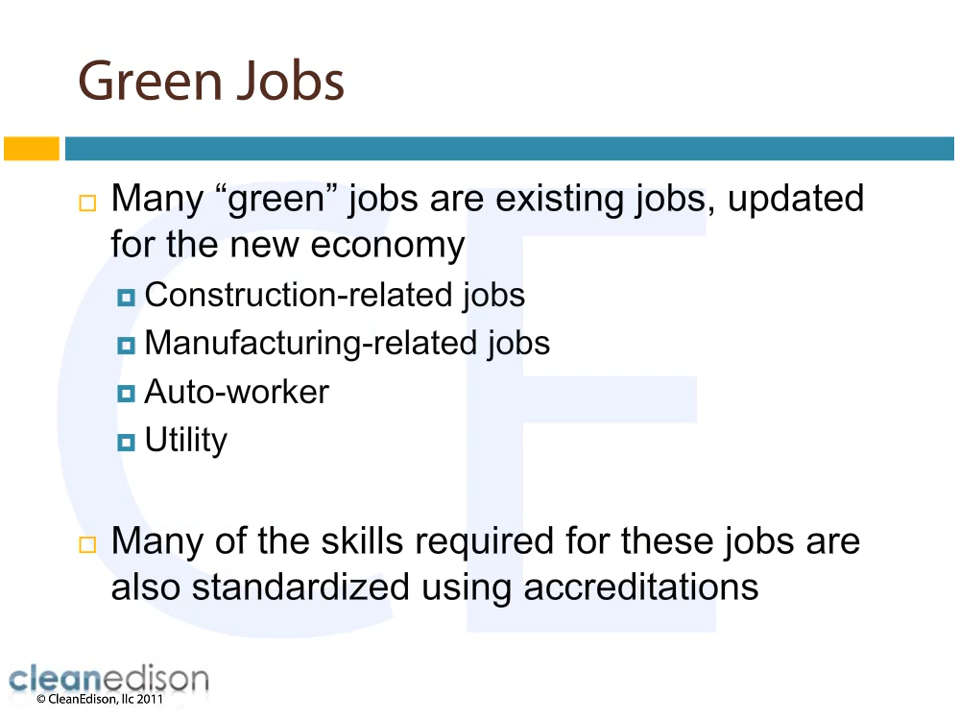 Green Jobs
Many “green” jobs are existing jobs, updated
for the new economy
Construction-related jobs
Manufacturing-related jobs
Auto-worker
Utility
Many of the skills required for these jobs are
also standardized using accreditations
CE
cleanedison
© CleanEdison, llc 2011